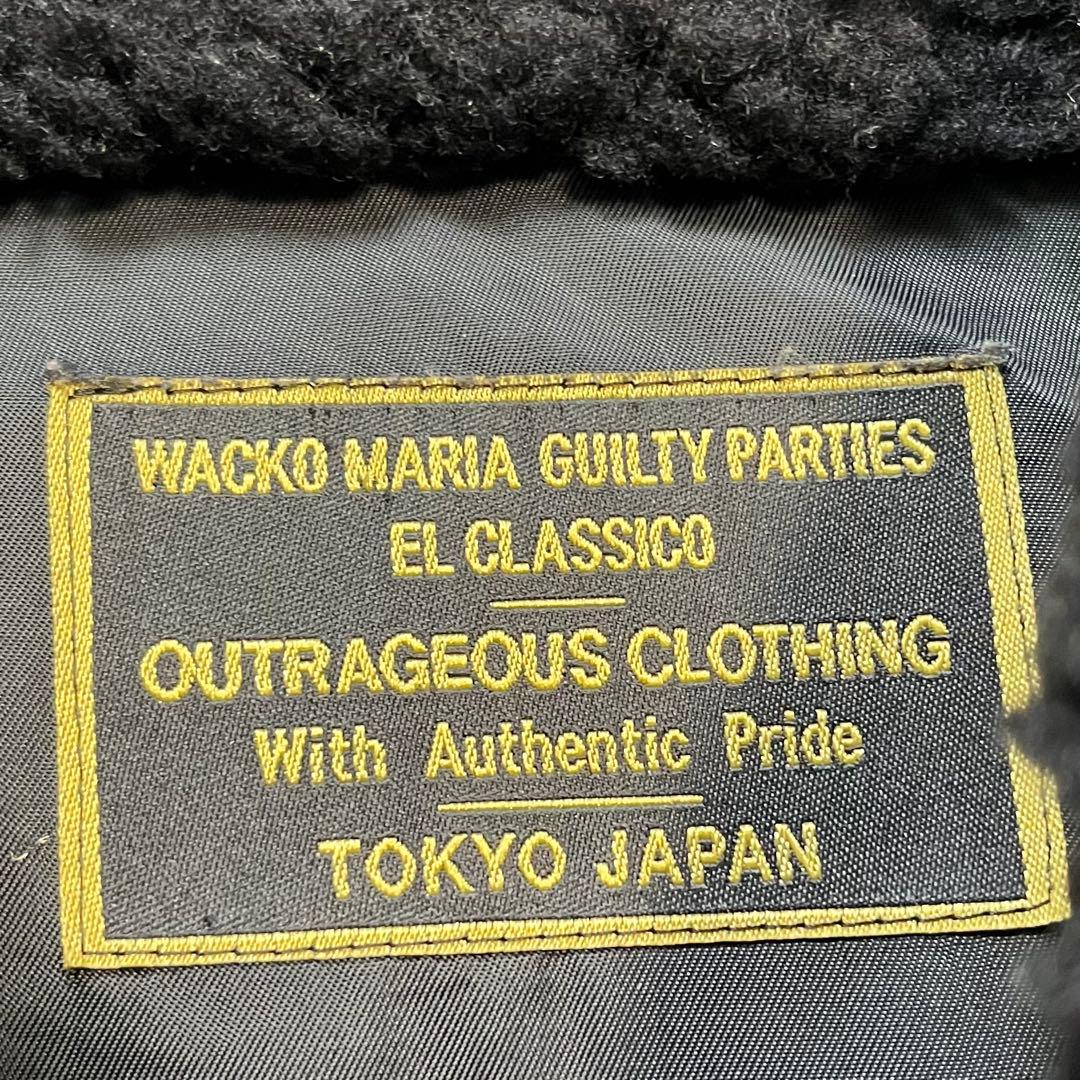 WACKO MARIA GUILTY PARTIES
EL CLASSICO
OUTRAGEOUS CLOTHING
With Authentic Pride
TOKYO JAPAN